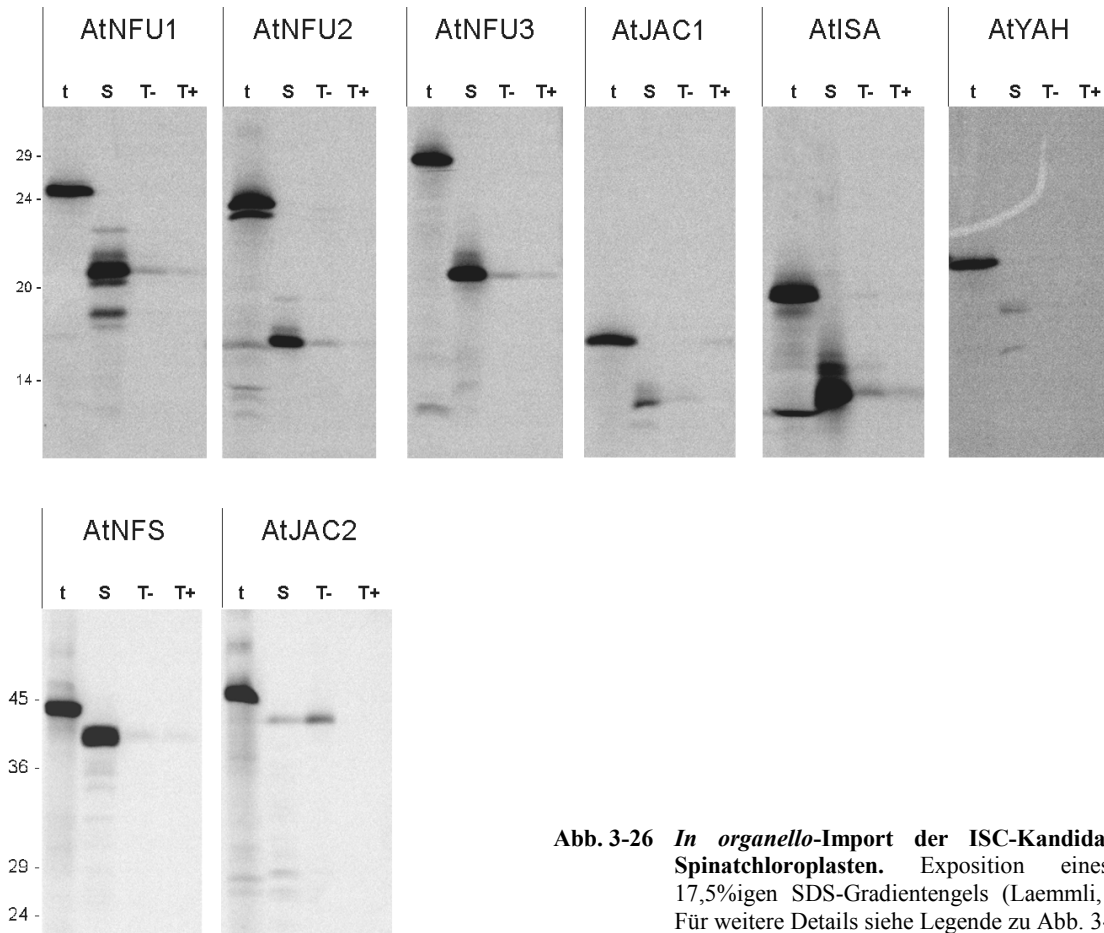 AtNFU1 AtNFU2 AtNFU3 AtJAC1 AtISA AtYAH
t S T- T+ t S T- T+ t S T- T+ t S T- T+ t S T- T+ t S T- T+
29 -
24 -
20 -
14 -
AtNFS AtJAC2
t S T- T+ t S T- T+
45 -
36 -
29 -
24 -
Abb. 3-26 In organello-Import der ISC-Kandida
Spinatchloroplasten. Exposition eines
17,5%igen SDS-Gradientengels (Laemmli,
Für weitere Details siehe Legende zu Abb. 3-